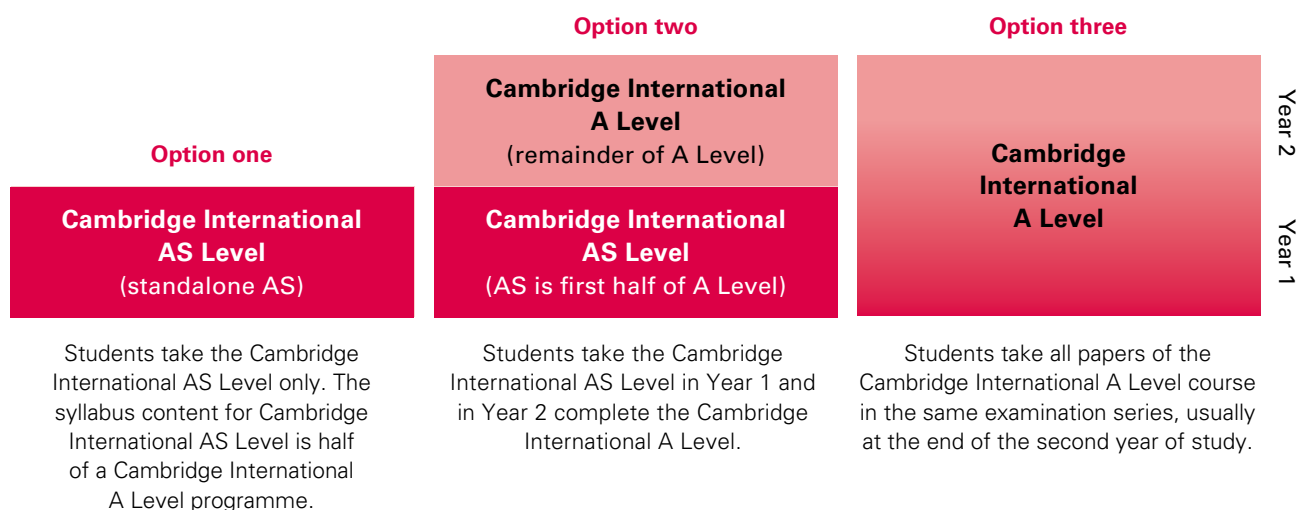 Option one
Cambridge International
AS Level
(standalone AS)
Students take the Cambridge
International AS Level only. The
syllabus content for Cambridge
International AS Level is half
of a Cambridge International
A Level programme.
Option two
Cambridge International
A Level
(remainder of A Level)
Cambridge International
AS Level
(AS is first half of A Level)
Students take the Cambridge
International AS Level in Year 1 and
in Year 2 complete the Cambridge
International A Level.
Option three
Cambridge
International
A Level
Students take all papers of the
Cambridge International A Level course
in the same examination series, usually
at the end of the second year of study.
Year 2
Year 1